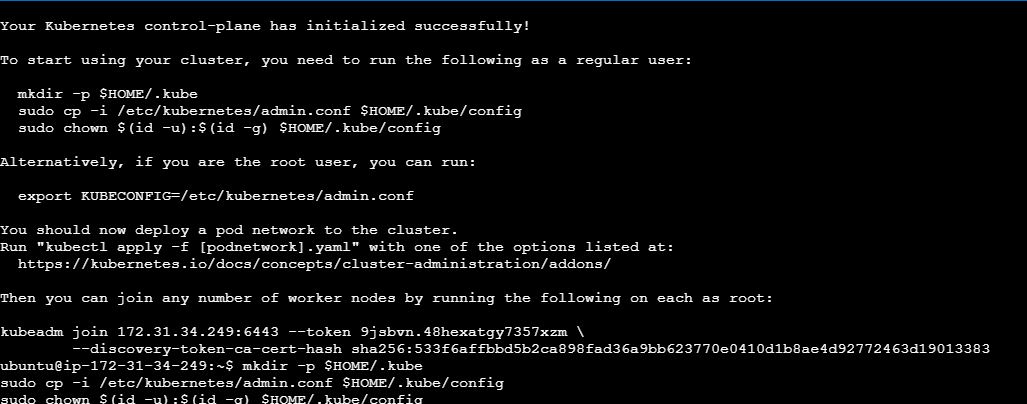 Your Kubernetes control-plane has initialized successfully!
To start using your cluster, you need to run the following as a regular user:
mkdir -p $HOME/.kube
sudo cp -i /etc/kubernetes/admin.conf $HOME/.kube/config
sudo chown $(id -u):$(id -g) $HOME/.kube/config
Alternatively, if you are the root user, you can run:
export KUBECONFIG=/etc/kubernetes/admin.conf
You should now deploy a pod network to the cluster.
Run "kubectl apply -f [podnetwork].yaml" with one of the options listed at:
https://kubernetes.io/docs/concepts/cluster-administration/addons/
Then you can join any number of worker nodes by running the following on each as root:
kubeadm join 172.31.34.249:6443 --token 9jsbvn.48hexatgy7357xzm \
--discovery-token-ca-cert-hash sha256:533f6affbbd5b2ca898fad36a9bb623770e0410d1b8ae4d92772463d19013383
ubuntu@ip-172-31-34-249:~$ mkdir -p $HOME/.kube
sudo cp -i /etc/kubernetes/admin.conf $HOME/.kube/config
sudo chown $(id -u):$(id -g) $HOME/.kube/config